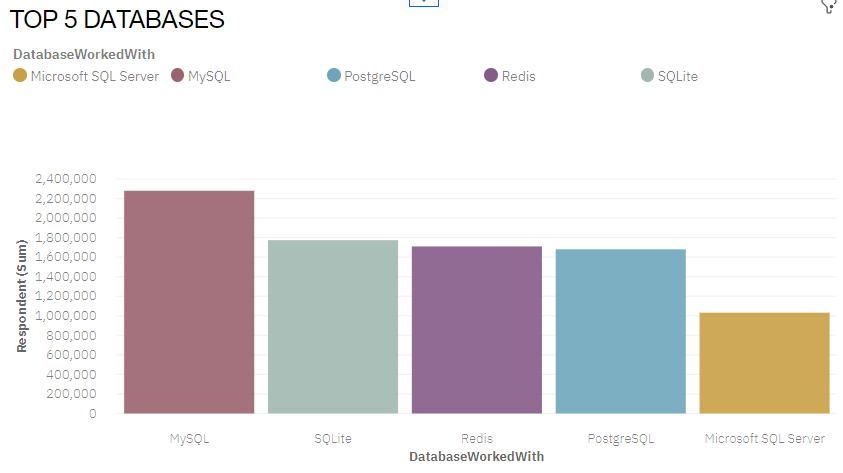 TOP 5 DATABASES
DatabaseWorkedWith
Microsoft SQL Server MySQL PostgreSQL Redis SQLite
2,400,000
2,200,000
2,000,000
1,800,000
1,600,000
1,400,000
1,200,000
1,000,000
800,000
600,000
400,000
200,000
0
Respondent (Sum)
MySQL SQLite Redis PostgreSQL Microsoft SQL Server
DatabaseWorkedWith